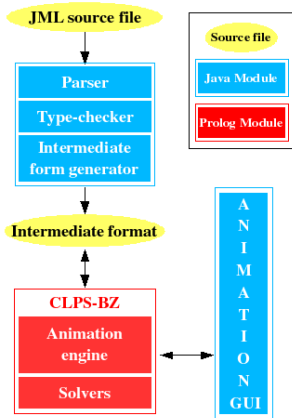 JML source file
Parser
Type-checker
Intermediate
form generator
Intermediate format
CLPS-BZ
Animation
engine
Solvers
Source file
Java Module
Prolog Module
A
N
I
M
A
T
I
O
N
GUI